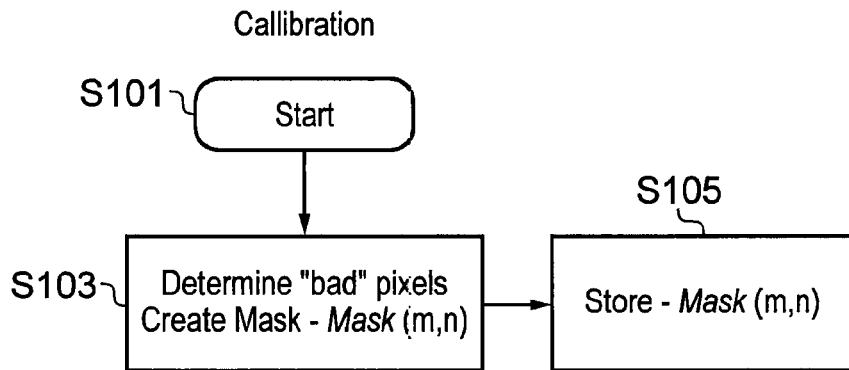 Callibration
S101
Start
S105
S103
Determine "bad" pixels
Create Mask - Mask (m,n)
Store - Mask (m,n)